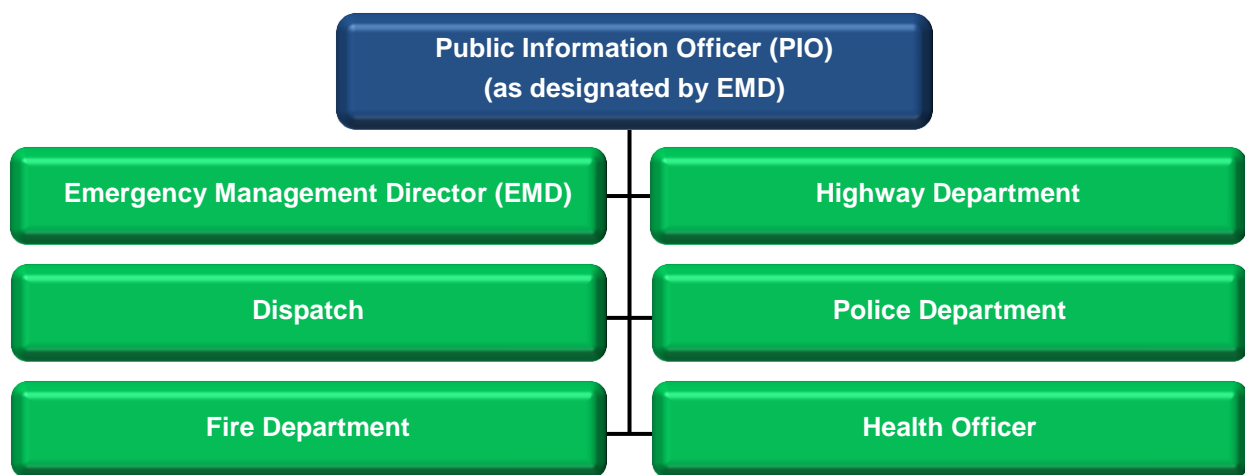 Public Information Officer (PIO)
(as designated by EMD)
Emergency Management Director (EMD)
Highway Department
Dispatch
Police Department
Fire Department
Health Officer